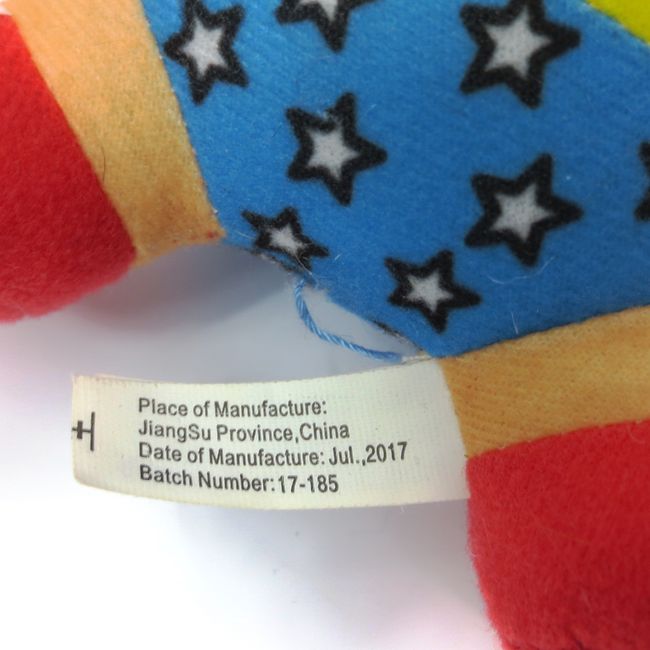 Place of Manufacture:
JiangSu Province,China
Date of Manufacture: Jul.,2017
Batch Number:17-185